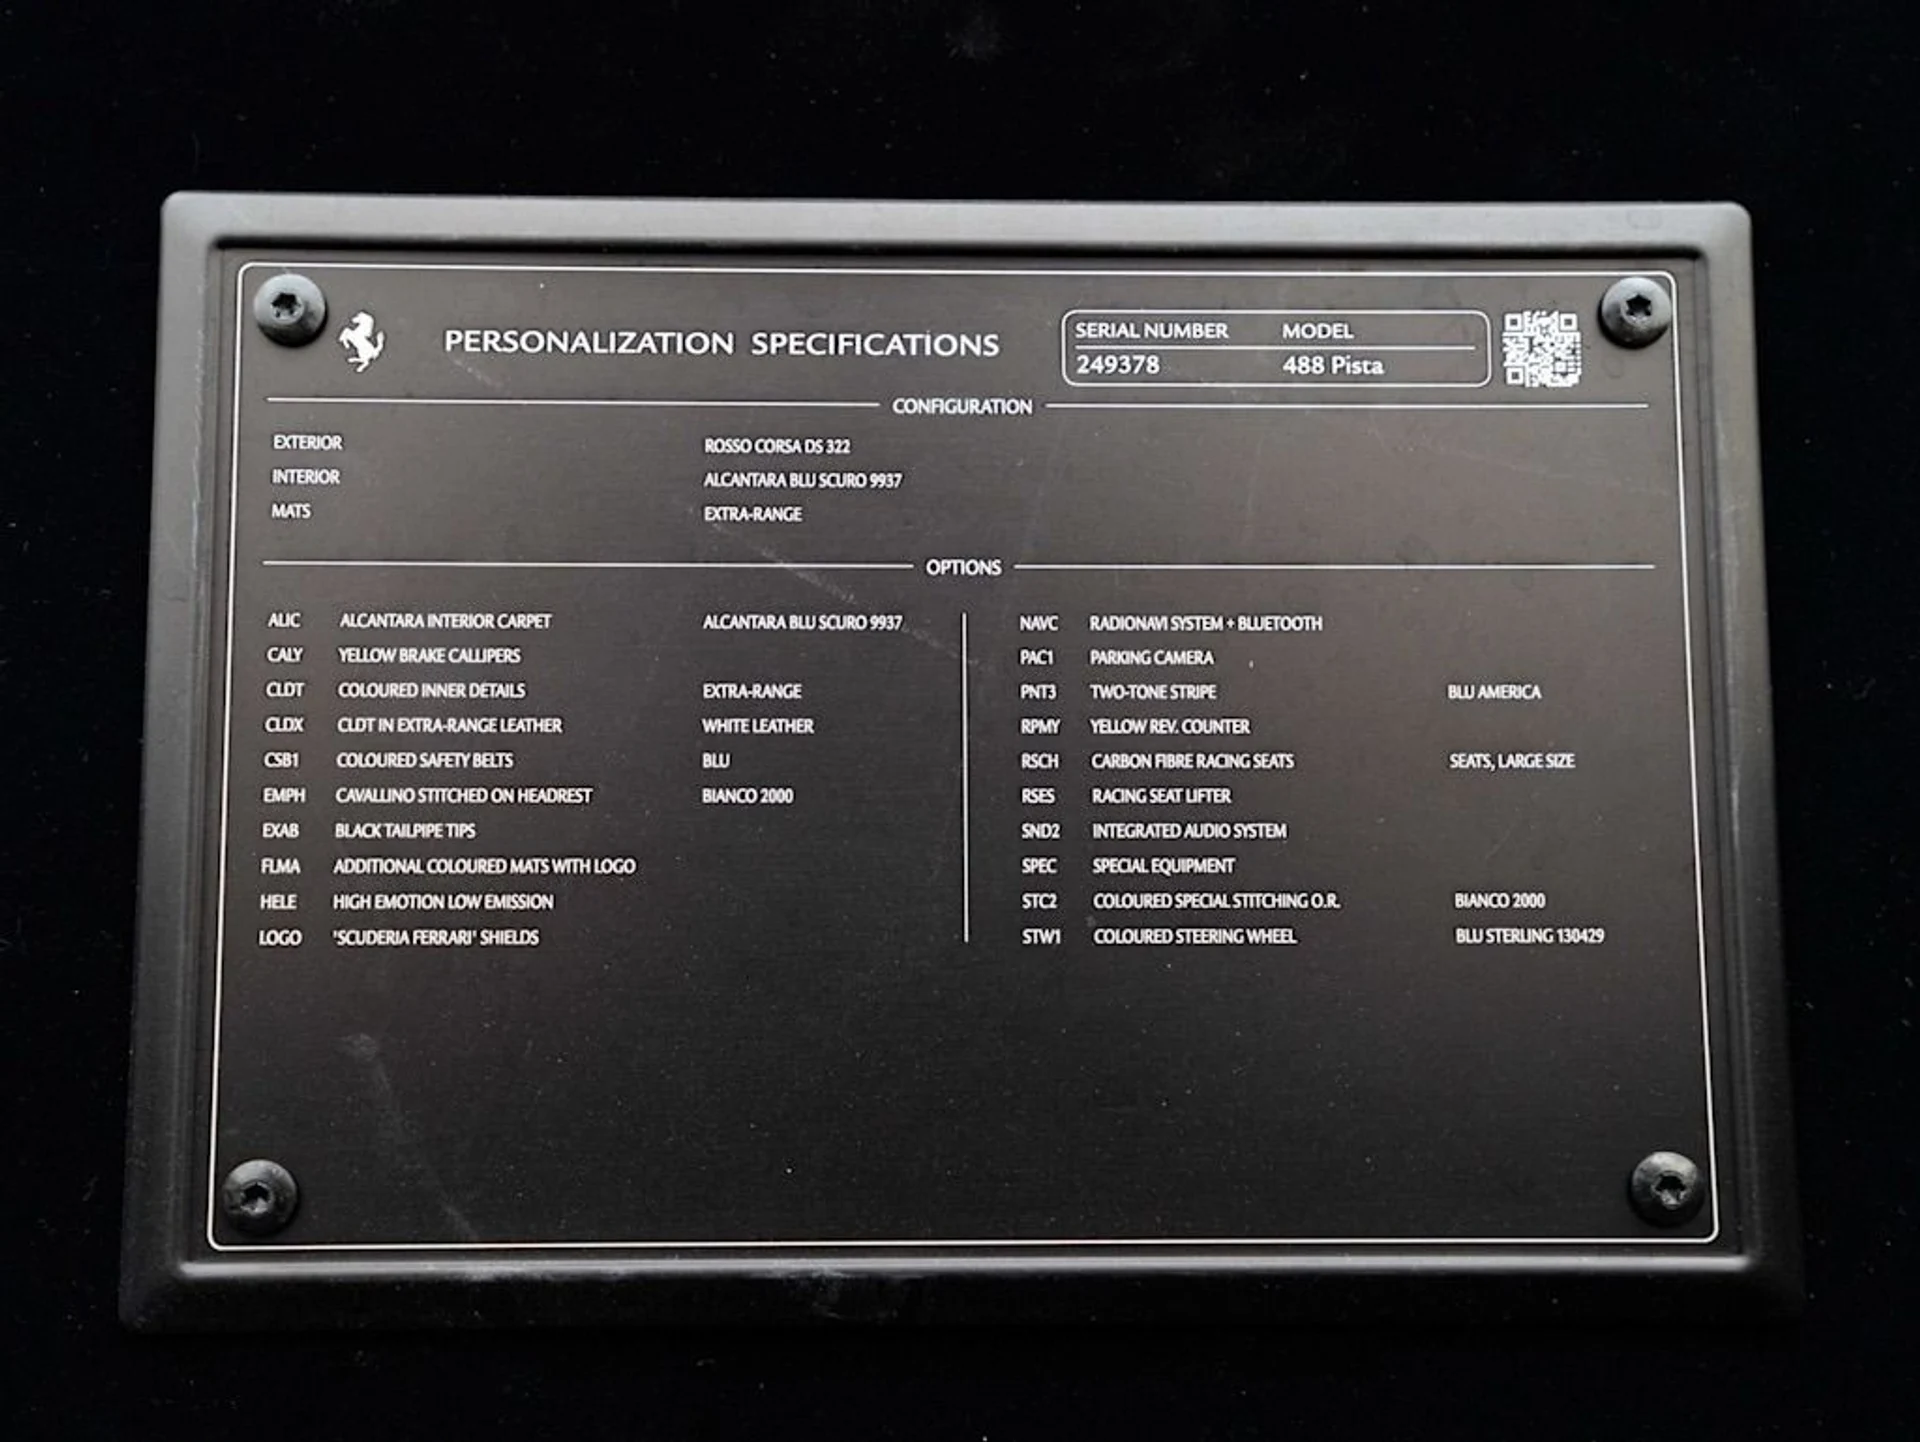 PERSONALIZATION SPECIFICATIONS
SERIAL NUMBER MODEL
249378 488 Pista
CONFIGURATION
EXTERIOR ROSSO CORSA DS 322
INTERIOR ALCANTARA BLU SCURO 9937
MATS EXTRA-RANGE
OPTIONS
ALIC ALCANTARA INTERIOR CARPET ALCANTARA BLU SCURO 9937
CALY YELLOW BRAKE CALLIPERS
CLDT COLOURED INNER DETAILS EXTRA-RANGE
CLDX CLDT IN EXTRA-RANGE LEATHER WHITE LEATHER
CSB1 COLOURED SAFETY BELTS BLU
EMPH CAVALLINO STITCHED ON HEADREST BIANCO 2000
EXAB BLACK TAILPIPE TIPS
FLMA ADDITIONAL COLOURED MATS WITH LOGO
HELE HIGH EMOTION LOW EMISSION
LOGO 'SCUDERIA FERRARI' SHIELDS
NAVC RADIONAVI SYSTEM + BLUETOOTH
PAC1 PARKING CAMERA
PNT3 TWO-TONE STRIPE BLU AMERICA
RPMY YELLOW REV. COUNTER
RSCH CARBON FIBRE RACING SEATS SEATS, LARGE SIZE
RSES RACING SEAT LIFTER
SND2 INTEGRATED AUDIO SYSTEM
SPEC SPECIAL EQUIPMENT
STC2 COLOURED SPECIAL STITCHING O.R. BIANCO 2000
STW1 COLOURED STEERING WHEEL BLU STERLING 130429